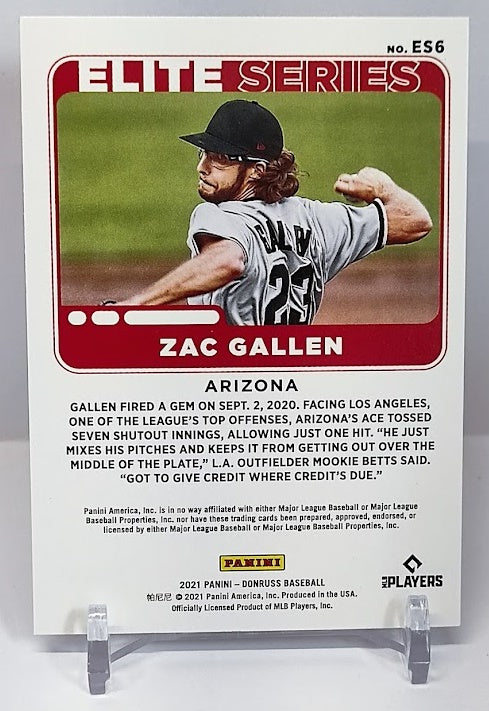 NO. ES6
ELITE SERIES
GALLEN
23
ZAC GALLEN
ARIZONA
GALLEN FIRED A GEM ON SEPT. 2, 2020. FACING LOS ANGELES,
ONE OF THE LEAGUE'S TOP OFFENSES, ARIZONA'S ACE TOSSED
SEVEN SHUTOUT INNINGS, ALLOWING JUST ONE HIT. “HE JUST
MIXES HIS PITCHES AND KEEPS IT FROM GETTING OUT OVER THE
MIDDLE OF THE PLATE,” L.A. OUTFIELDER MOOKIE BETTS SAID.
“GOT TO GIVE CREDIT WHERE CREDIT'S DUE.”
Panini America, Inc. is in no way affiliated with either Major League Baseball or Major League
Baseball Properties, Inc. nor have these trading cards been prepared, approved, endorsed, or
licensed by either Major League Baseball or Major League Baseball Properties, Inc.
PANINI
2021 PANINI – DONRUSS BASEBALL
帕尼尼 © 2021 Panini America, Inc. Produced in the USA.
Officially Licensed Product of MLB Players, Inc.
MLB PLAYERS